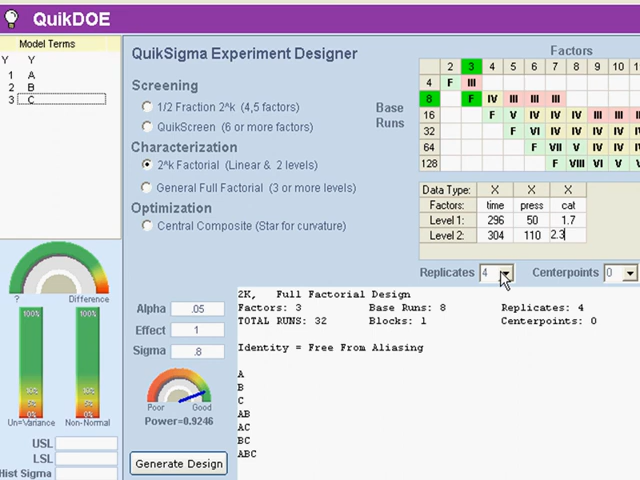 QuikDOE
Model Terms
Y Y
1 A
2 B
3 C
QuikSigma Experiment Designer
Screening
1/2 Fraction 2^k (4,5 factors)
QuikScreen (6 or more factors)
Characterization
2^k Factorial (Linear & 2 levels)
General Full Factorial (3 or more levels)
Optimization
Central Composite (Star for curvature)
Factors
2 3 4 5 6 7 8 9 10
Base
Runs
4 F III
8 F IV III III III
16 F V IV IV IV III III
32 F VI IV IV IV IV
64 F VII V IV IV IV
128 F VIII VI V V
Data Type: X X X
Factors: time press cat
Level 1: 296 50 1.7
Level 2: 304 110 2.3
Replicates 4 Centerpoints 0
? Difference
100% 100%
10% 10%
5% 5%
0% 0%
Un=Variance Non-Normal
USL
LSL
Hist Sigma
Alpha .05
Effect 1
Sigma .8
Poor Good
Power=0.9246
Generate Design
2K, Full Factorial Design
Factors: 3 Base Runs: 8 Replicates: 4
TOTAL RUNS: 32 Blocks: 1 Centerpoints: 0
Identity = Free From Aliasing
A
B
C
AB
AC
BC
ABC